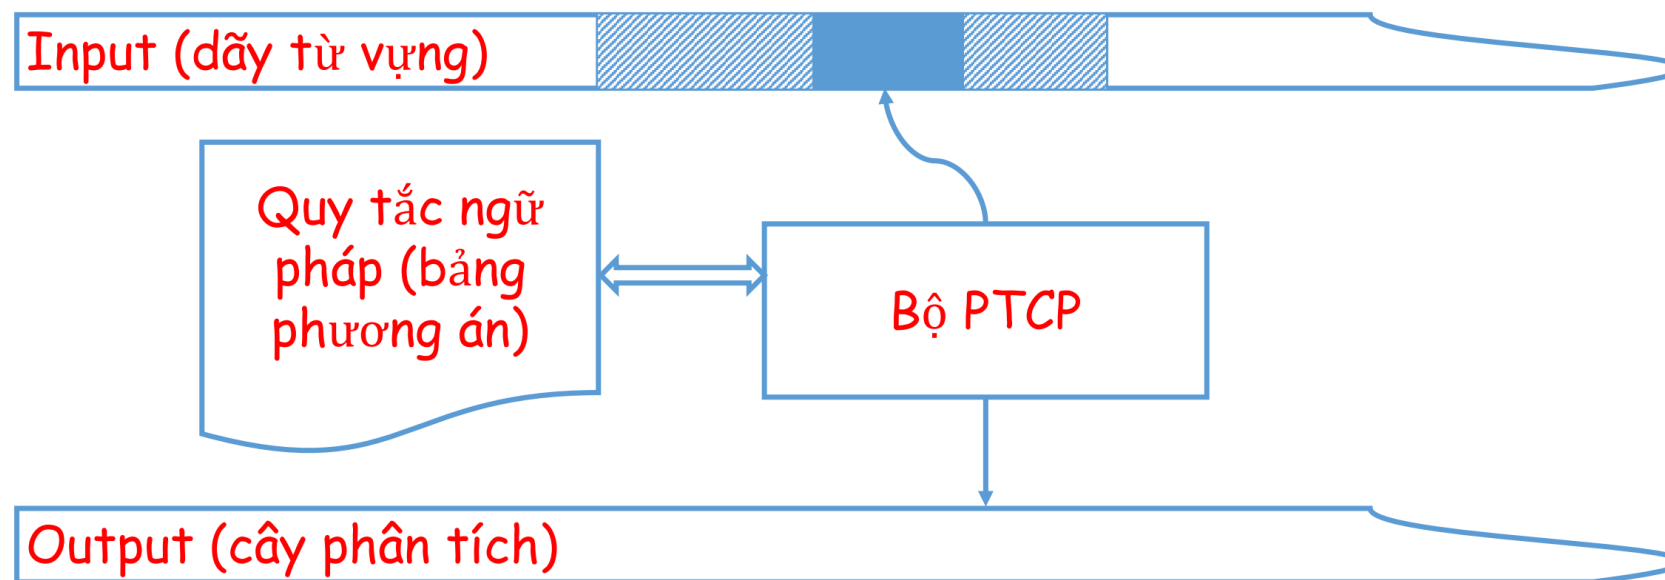 Input (dãy từ vựng)
Quy tắc ngữ
pháp (bảng
phương án)
Bộ PTCP
Output (cây phân tích)